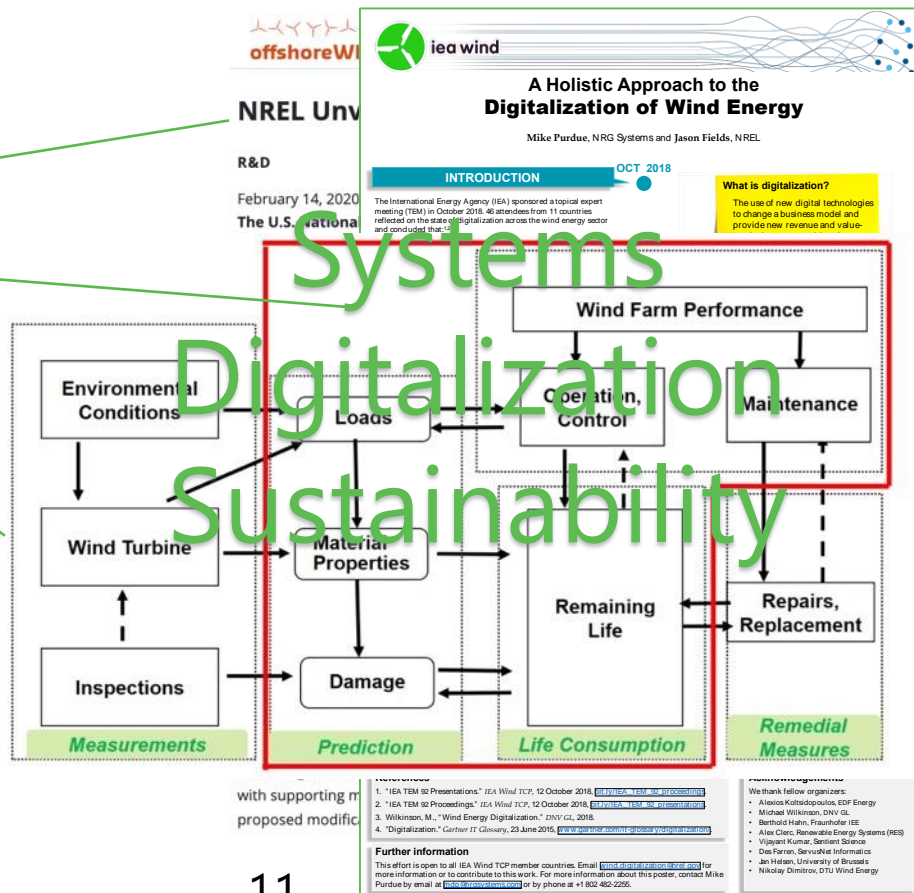 offshoreWI
NREL Unv
R&D
February 14, 2020
The U.S. National
iea wind
A Holistic Approach to the
Digitalization of Wind Energy
Mike Purdue, NRG Systems and Jason Fields, NREL
INTRODUCTION
OCT 2018
The International Energy Agency (IEA) sponsored a topical expert
meeting (TEM) in October 2018. 46 attendees from 11 countries
reflected on the state of digitalization across the wind energy sector
and concluded that:
What is digitalization?
The use of new digital technologies
to change a business model and
provide new revenue and value-
Systems
Digitalization
Sustainability
Wind Farm Performance
Environmental
Conditions
Loads
Operation,
Control
Maintenance
Wind Turbine
Material
Properties
Remaining
Life
Repairs,
Replacement
Inspections
Damage
Measurements
Prediction
Life Consumption
Remedial
Measures
with supporting m
proposed modific
11
References
1. "IEA TEM 92 Presentations." IEA Wind TCP, 12 October 2018, bit.ly/IEA_TEM_92_proceedings.
2. "IEA TEM 92 Proceedings." IEA Wind TCP, 12 October 2018, bit.ly/IEA_TEM_92_presentations.
3. Wilkinson, M., "Wind Energy Digitalization." DNV GL, 2018.
4. "Digitalization." Gartner IT Glossary, 23 June 2015, www.gartner.com/it-glossary/digitalization/.
Further information
This effort is open to all IEA Wind TCP member countries. Email wind.digitalization@nrel.gov for
more information or to contribute to this work. For more information about this poster, contact Mike
Purdue by email at mdp@nrgsystems.com or by phone at +1 802 482-2255.
Acknowledgements
We thank fellow organizers:
• Alexios Koltsidopoulos, EDF Energy
• Michael Wilkinson, DNV GL
• Berthold Hahn, Fraunhofer IEE
• Alex Clerc, Renewable Energy Systems (RES)
• Vijayant Kumar, Sentient Science
• Des Farren, ServusNet Informatics
• Jan Helsen, University of Brussels
• Nikolay Dimitrov, DTU Wind Energy